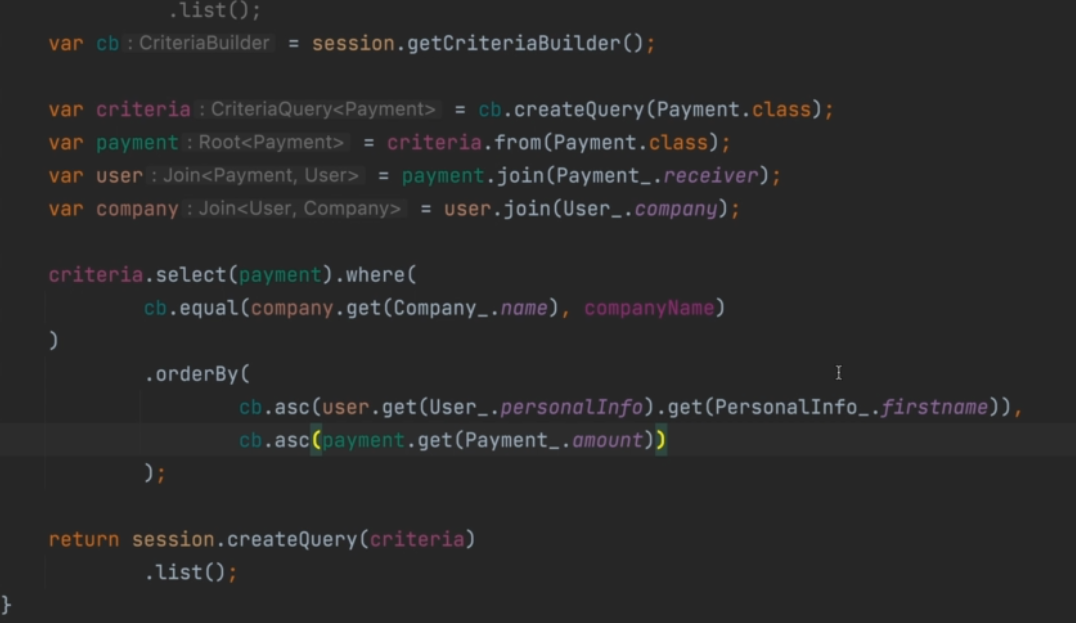 .list();
var cb : CriteriaBuilder = session.getCriteriaBuilder();
var criteria : CriteriaQuery<Payment> = cb.createQuery(Payment.class);
var payment : Root<Payment> = criteria.from(Payment.class);
var user : Join<Payment, User> = payment.join(Payment_.receiver);
var company : Join<User, Company> = user.join(User_.company);
criteria.select(payment).where(
cb.equal(company.get(Company_.name), companyName)
)
.orderBy(
cb.asc(user.get(User_.personalInfo).get(PersonalInfo_.firstname)),
cb.asc(payment.get(Payment_.amount))
);
return session.createQuery(criteria)
.list();
}